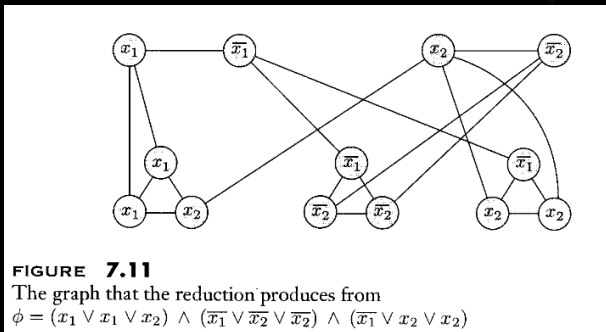 x₁ x̅₁ x₂ x̅₂
x₁ x̅₁ x̅₁
x₁ x₂ x̅₂ x̅₂ x₂ x₂
FIGURE 7.11
The graph that the reduction produces from
ϕ = (x₁ ∨ x₁ ∨ x₂) ∧ (x̅₁ ∨ x̅₂ ∨ x̅₂) ∧ (x̅₁ ∨ x₂ ∨ x₂)